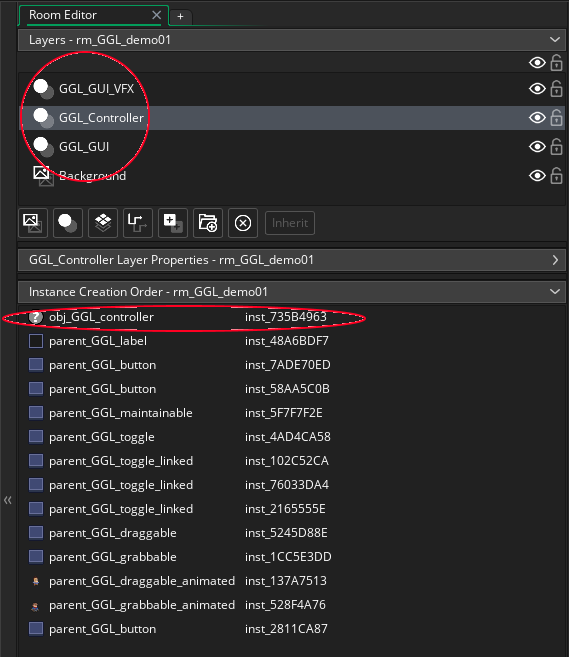 Room Editor
Layers - rm_GGL_demo01
GGL_GUI_VFX
GGL_Controller
GGL_GUI
Background
Inherit
GGL_Controller Layer Properties - rm_GGL_demo01
Instance Creation Order - rm_GGL_demo01
obj_GGL_controller inst_735B4963
parent_GGL_label inst_48A6BDF7
parent_GGL_button inst_7ADE70ED
parent_GGL_button inst_58AA5C0B
parent_GGL_maintainable inst_5F7F7F2E
parent_GGL_toggle inst_4AD4CA58
parent_GGL_toggle_linked inst_102C52CA
parent_GGL_toggle_linked inst_76033DA4
parent_GGL_toggle_linked inst_2165555E
parent_GGL_draggable inst_5245D88E
parent_GGL_grabbable inst_1CC5E3DD
parent_GGL_draggable_animated inst_137A7513
parent_GGL_grabbable_animated inst_528F4A76
parent_GGL_button inst_2811CA87